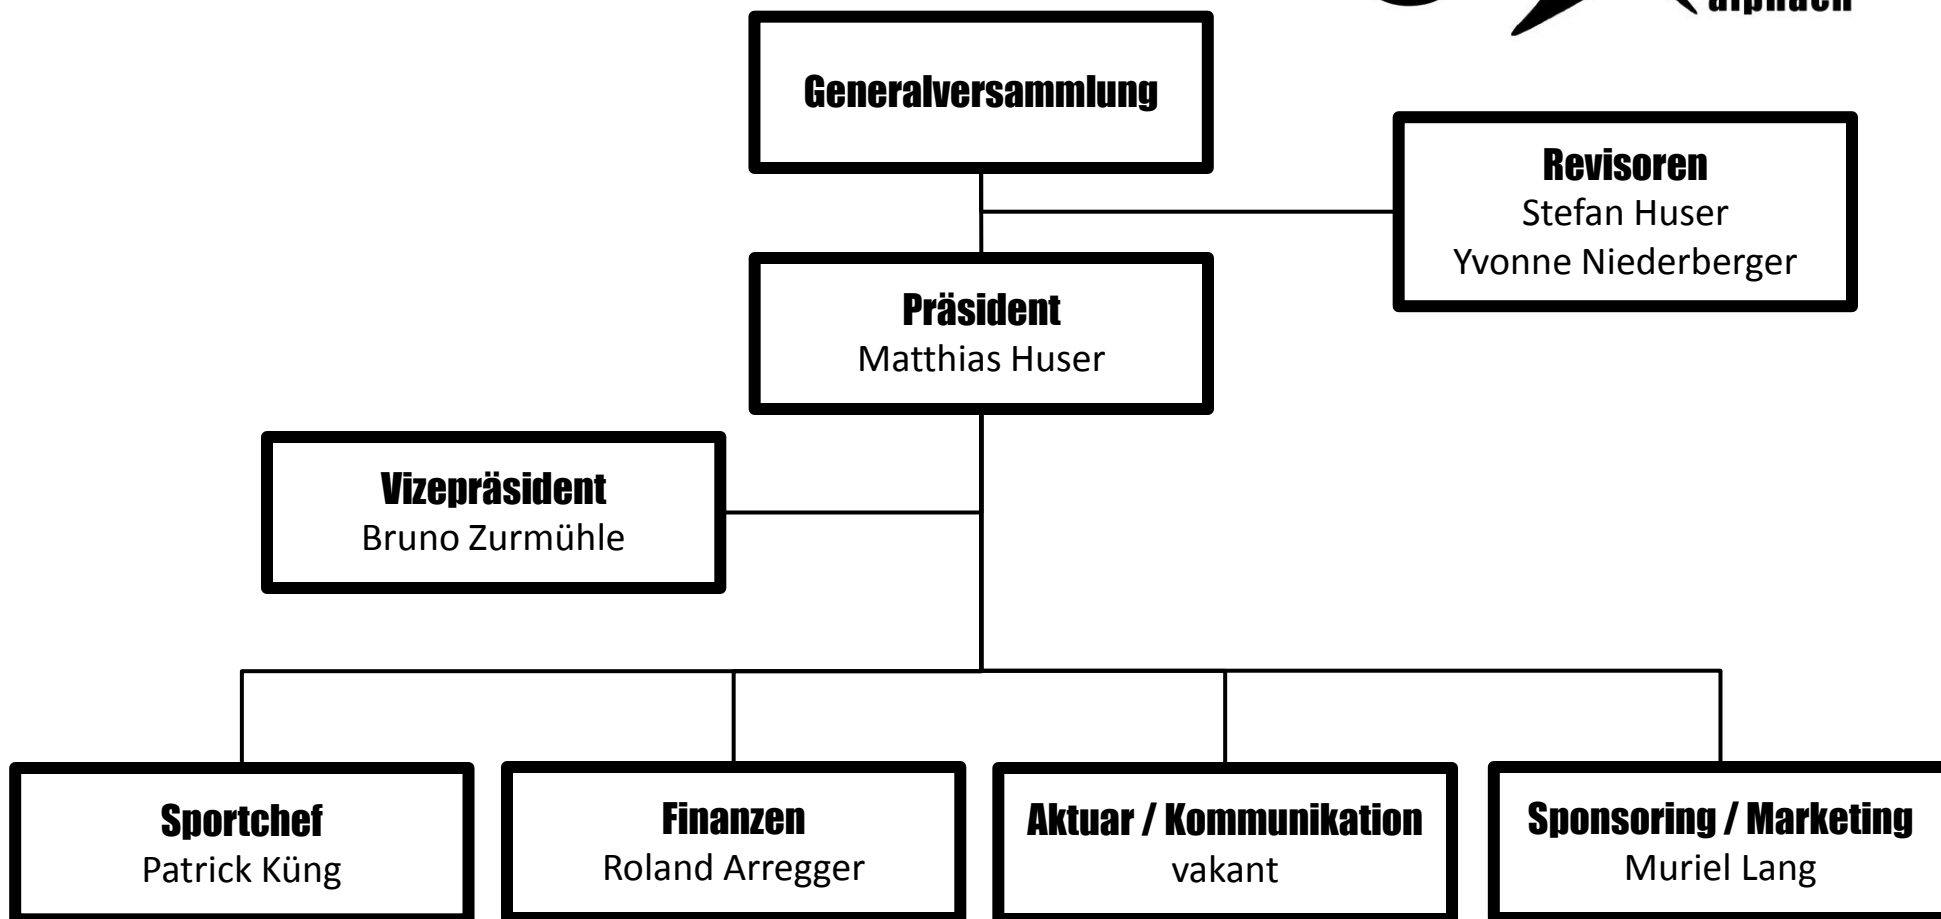 Generalversammlung
Revisoren
Stefan Huser
Yvonne Niederberger
Präsident
Matthias Huser
Vizepräsident
Bruno Zurmühle
Sportchef
Patrick Küng
Finanzen
Roland Arregger
Aktuar / Kommunikation
vakant
Sponsoring / Marketing
Muriel Lang